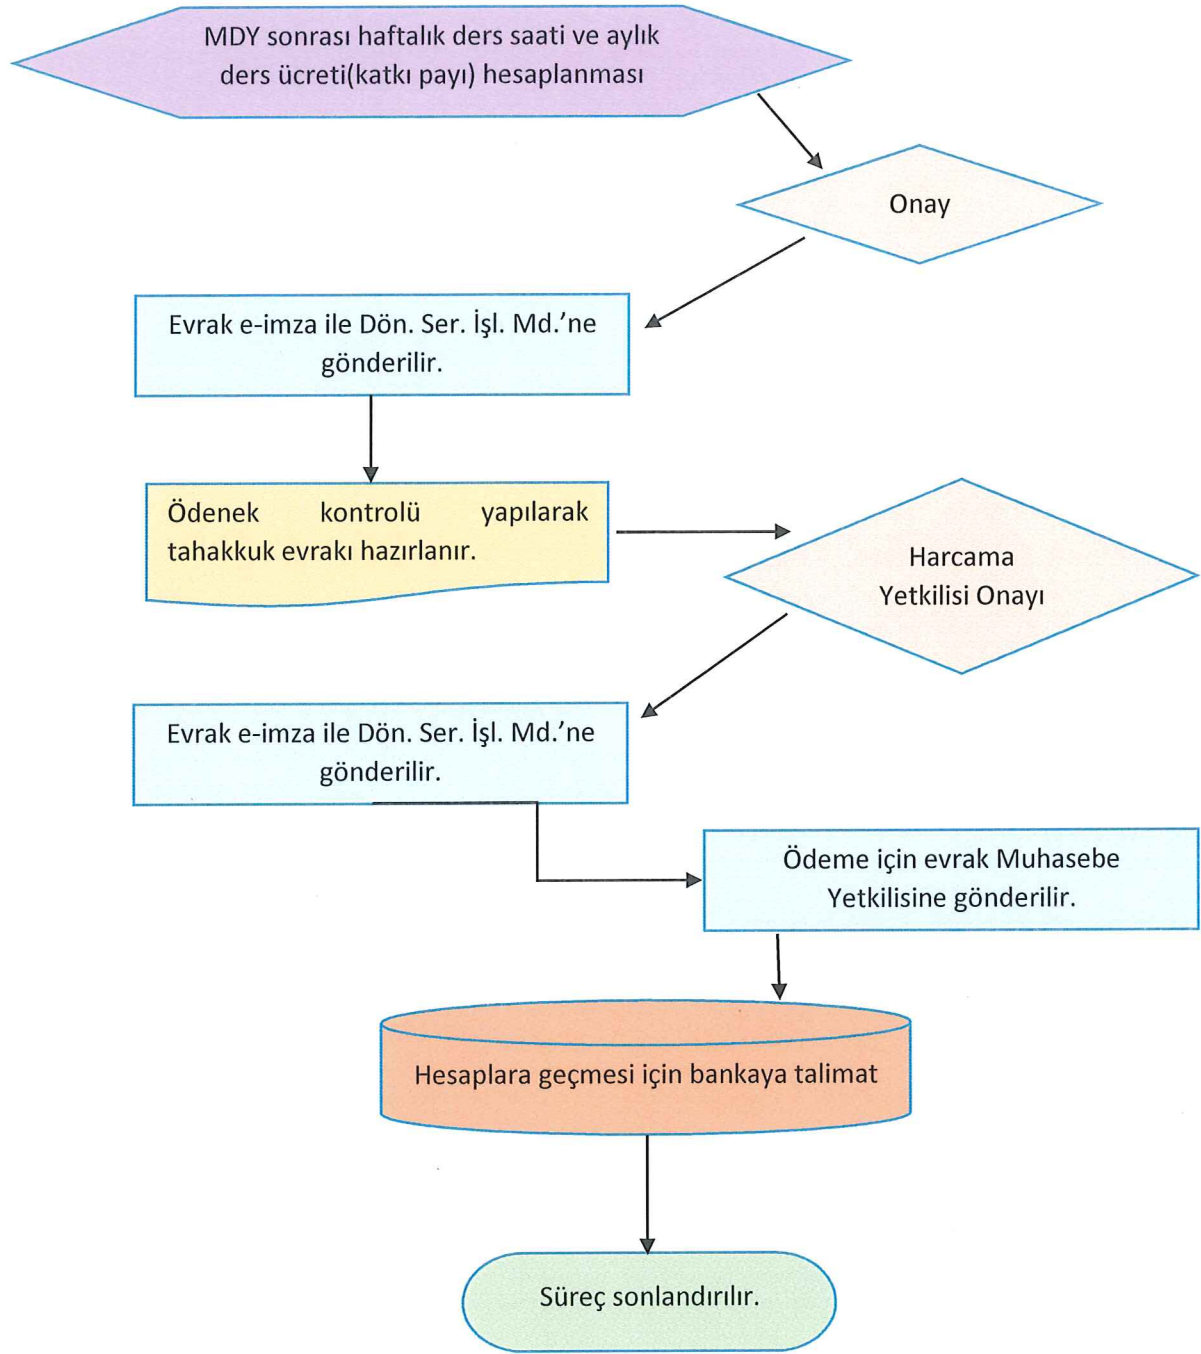 MDY sonrası haftalık ders saati ve aylık
ders ücreti(katkı payı) hesaplanması
Onay
Evrak e-imza ile Dön. Ser. İşl. Md.’ne
gönderilir.
Ödenek kontrolü yapılarak
tahakkuk evrakı hazırlanır.
Harcama
Yetkilisi Onayı
Evrak e-imza ile Dön. Ser. İşl. Md.’ne
gönderilir.
Ödeme için evrak Muhasebe
Yetkilisine gönderilir.
Hesaplara geçmesi için bankaya talimat
Süreç sonlandırılır.